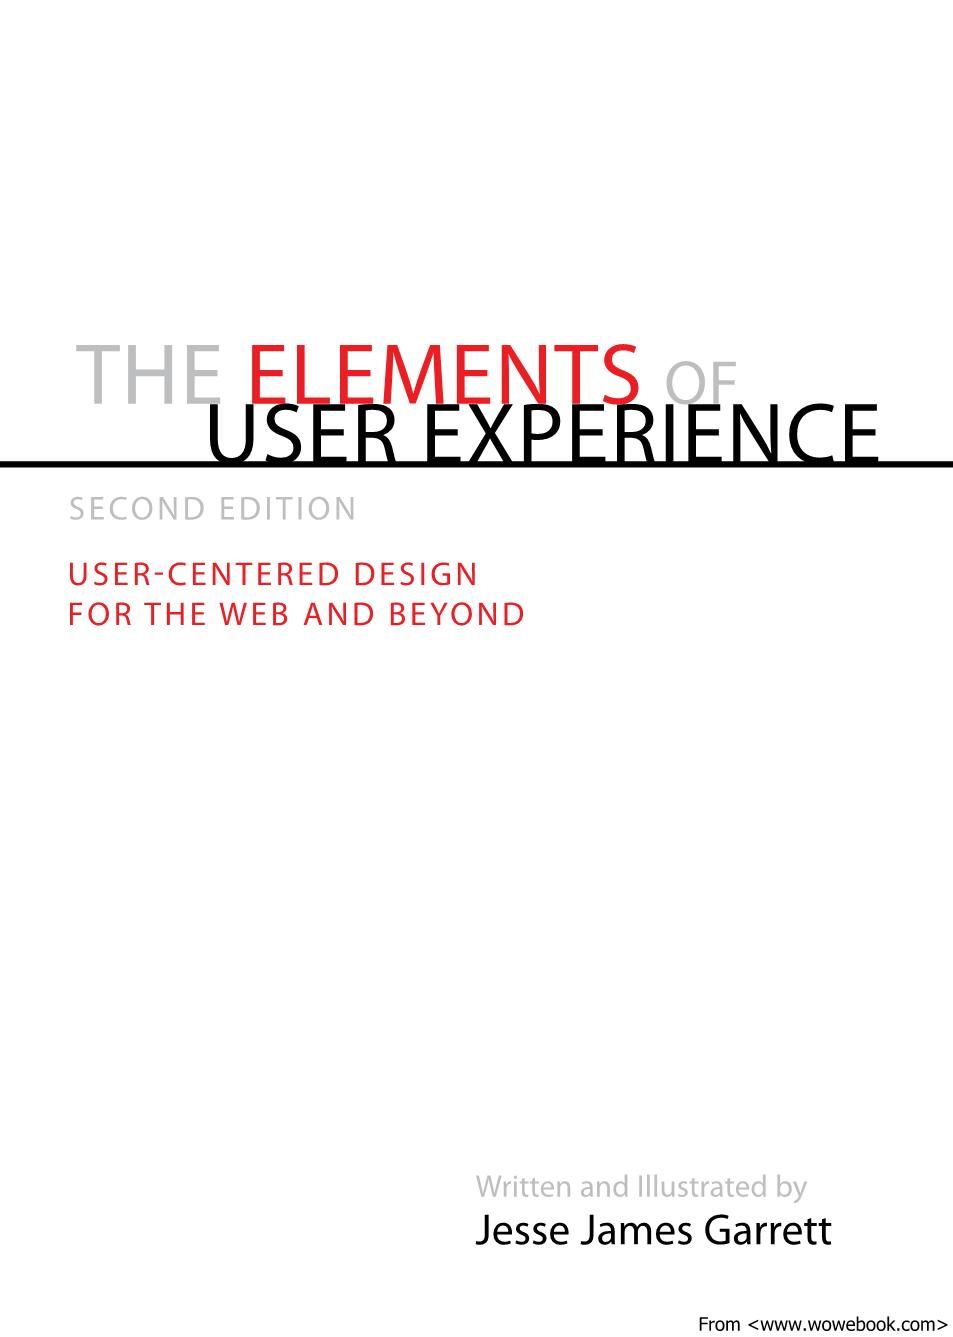 THE ELEMENTS OF
USER EXPERIENCE
SECOND EDITION
USER-CENTERED DESIGN
FOR THE WEB AND BEYOND
Written and Illustrated by
Jesse James Garrett
From <www.wowebook.com>